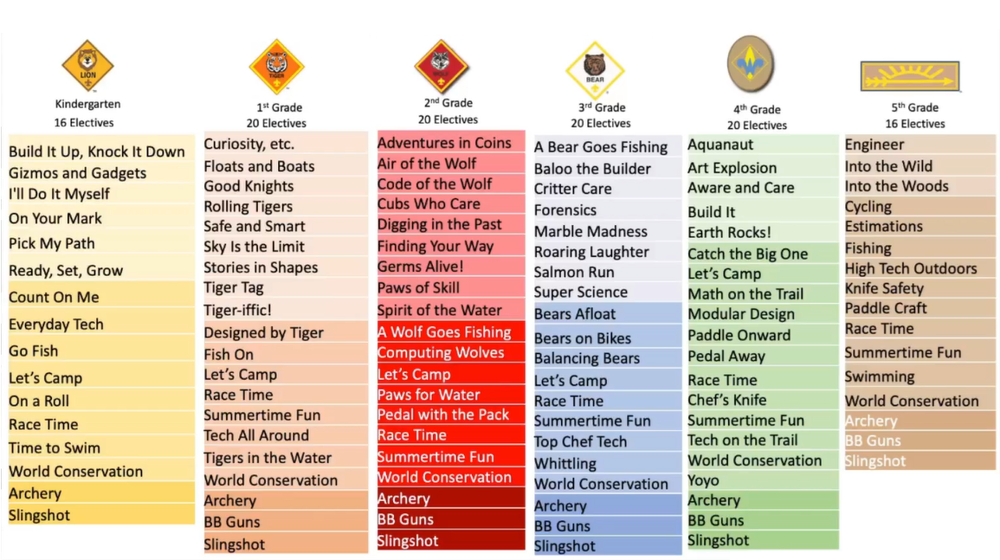 LION
Kindergarten
16 Electives
Build It Up, Knock It Down
Gizmos and Gadgets
I'll Do It Myself
On Your Mark
Pick My Path
Ready, Set, Grow
Count On Me
Everyday Tech
Go Fish
Let's Camp
On a Roll
Race Time
Time to Swim
World Conservation
Archery
Slingshot
TIGER
1st Grade
20 Electives
Curiosity, etc.
Floats and Boats
Good Knights
Rolling Tigers
Safe and Smart
Sky Is the Limit
Stories in Shapes
Tiger Tag
Tiger-iffic!
Designed by Tiger
Fish On
Let's Camp
Race Time
Summertime Fun
Tech All Around
Tigers in the Water
World Conservation
Archery
BB Guns
Slingshot
WOLF
2nd Grade
20 Electives
Adventures in Coins
Air of the Wolf
Code of the Wolf
Cubs Who Care
Digging in the Past
Finding Your Way
Germs Alive!
Paws of Skill
Spirit of the Water
A Wolf Goes Fishing
Computing Wolves
Let's Camp
Paws for Water
Pedal with the Pack
Race Time
Summertime Fun
World Conservation
Archery
BB Guns
Slingshot
BEAR
3rd Grade
20 Electives
A Bear Goes Fishing
Baloo the Builder
Critter Care
Forensics
Marble Madness
Roaring Laughter
Salmon Run
Super Science
Bears Afloat
Bears on Bikes
Balancing Bears
Let's Camp
Race Time
Summertime Fun
Top Chef Tech
Whittling
World Conservation
Archery
BB Guns
Slingshot
4th Grade
20 Electives
Aquanaut
Art Explosion
Aware and Care
Build It
Earth Rocks!
Catch the Big One
Let's Camp
Math on the Trail
Modular Design
Paddle Onward
Pedal Away
Race Time
Chef's Knife
Summertime Fun
Tech on the Trail
World Conservation
Yoyo
Archery
BB Guns
Slingshot
5th Grade
16 Electives
Engineer
Into the Wild
Into the Woods
Cycling
Estimations
Fishing
High Tech Outdoors
Knife Safety
Paddle Craft
Race Time
Summertime Fun
Swimming
World Conservation
Archery
BB Guns
Slingshot